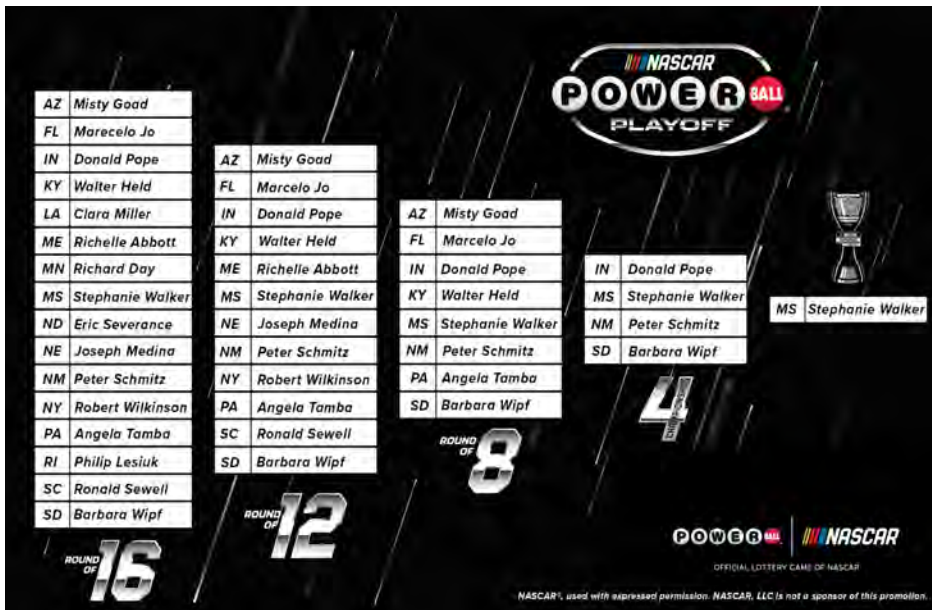 NASCAR
POWERBALL
PLAYOFF
AZ Misty Goad
FL Marecelo Jo
IN Donald Pope
KY Walter Held
LA Clara Miller
ME Richelle Abbott
MN Richard Day
MS Stephanie Walker
ND Eric Severance
NE Joseph Medina
NM Peter Schmitz
NY Robert Wilkinson
PA Angela Tamba
RI Philip Lesiuk
SC Ronald Sewell
SD Barbara Wipf
ROUND OF 16
AZ Misty Goad
FL Marcelo Jo
IN Donald Pope
KY Walter Held
ME Richelle Abbott
MS Stephanie Walker
NE Joseph Medina
NM Peter Schmitz
NY Robert Wilkinson
PA Angela Tamba
SC Ronald Sewell
SD Barbara Wipf
ROUND OF 12
AZ Misty Goad
FL Marcelo Jo
IN Donald Pope
KY Walter Held
MS Stephanie Walker
NM Peter Schmitz
PA Angela Tamba
SD Barbara Wipf
ROUND OF 8
IN Donald Pope
MS Stephanie Walker
NM Peter Schmitz
SD Barbara Wipf
CHAMPIONSHIP 4
MS Stephanie Walker
POWERBALL NASCAR
OFFICIAL LOTTERY GAME OF NASCAR
NASCAR®, used with expressed permission. NASCAR, LLC is not a sponsor of this promotion.